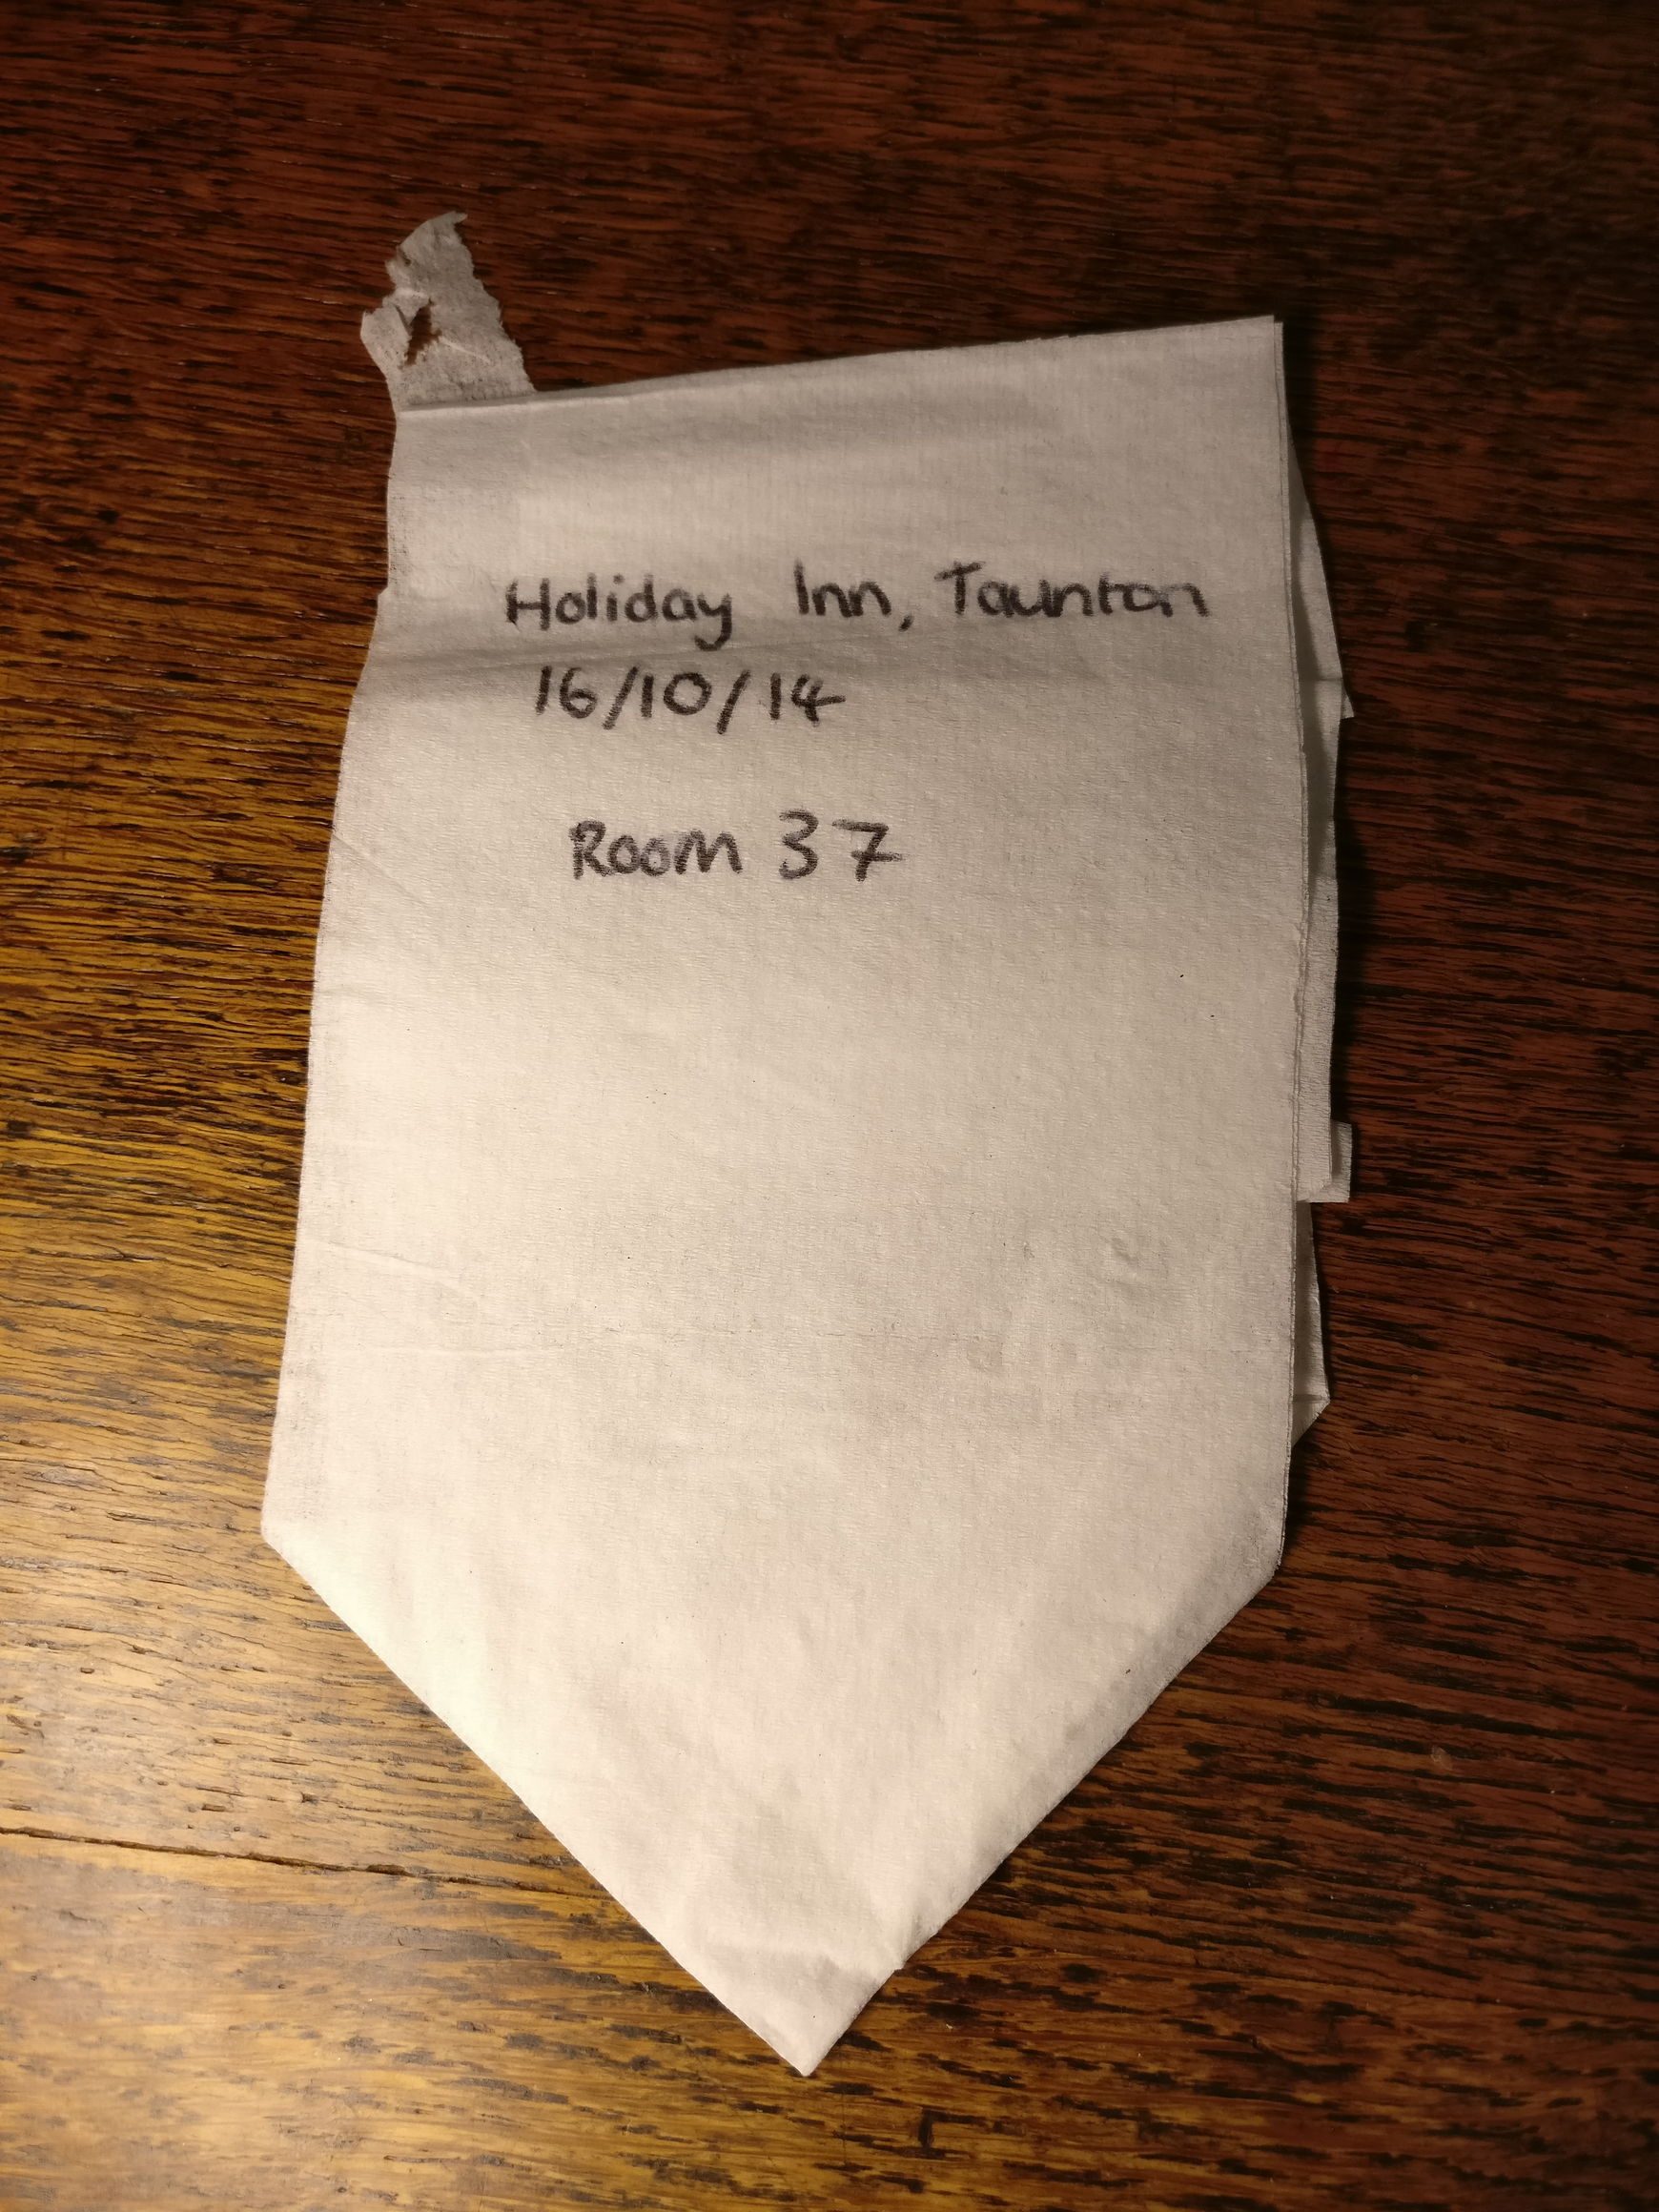 Holiday Inn, Taunton
16/10/14
Room 37